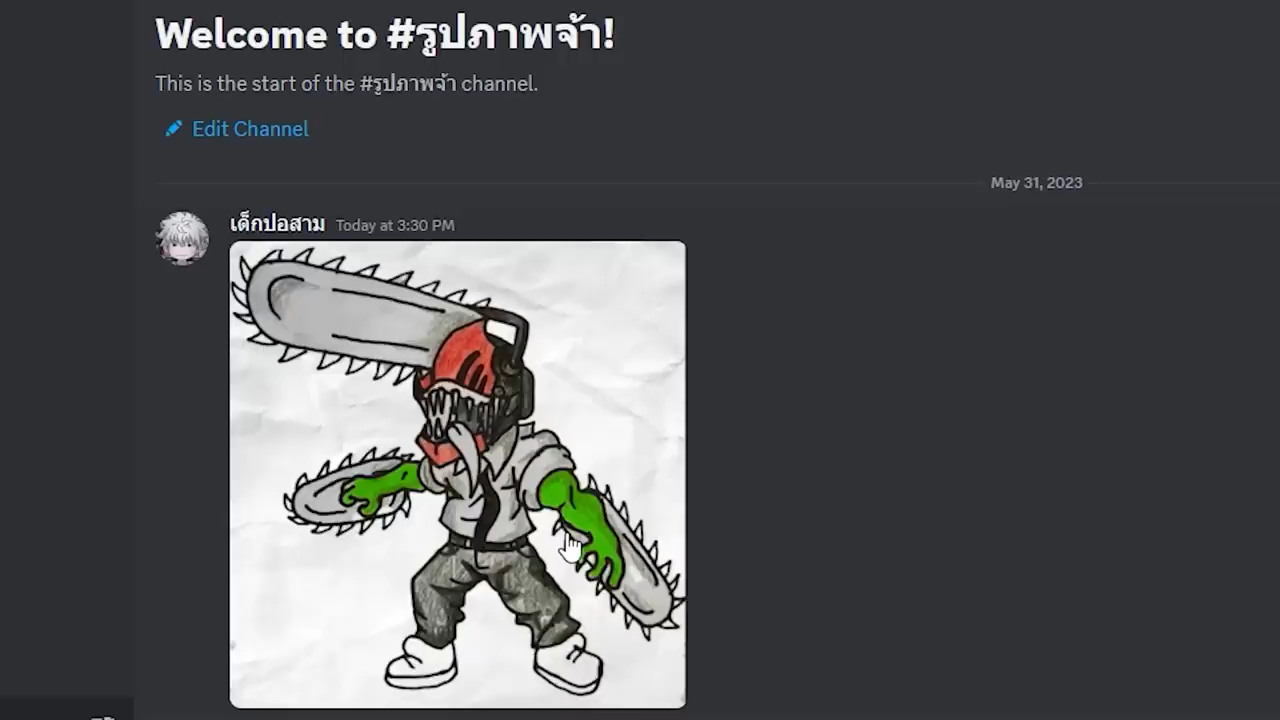 Welcome to #รูปภาพจ้า!
This is the start of the #รูปภาพจ้า channel.
Edit Channel
May 31, 2023
เด็กปอสาม Today at 3:30 PM